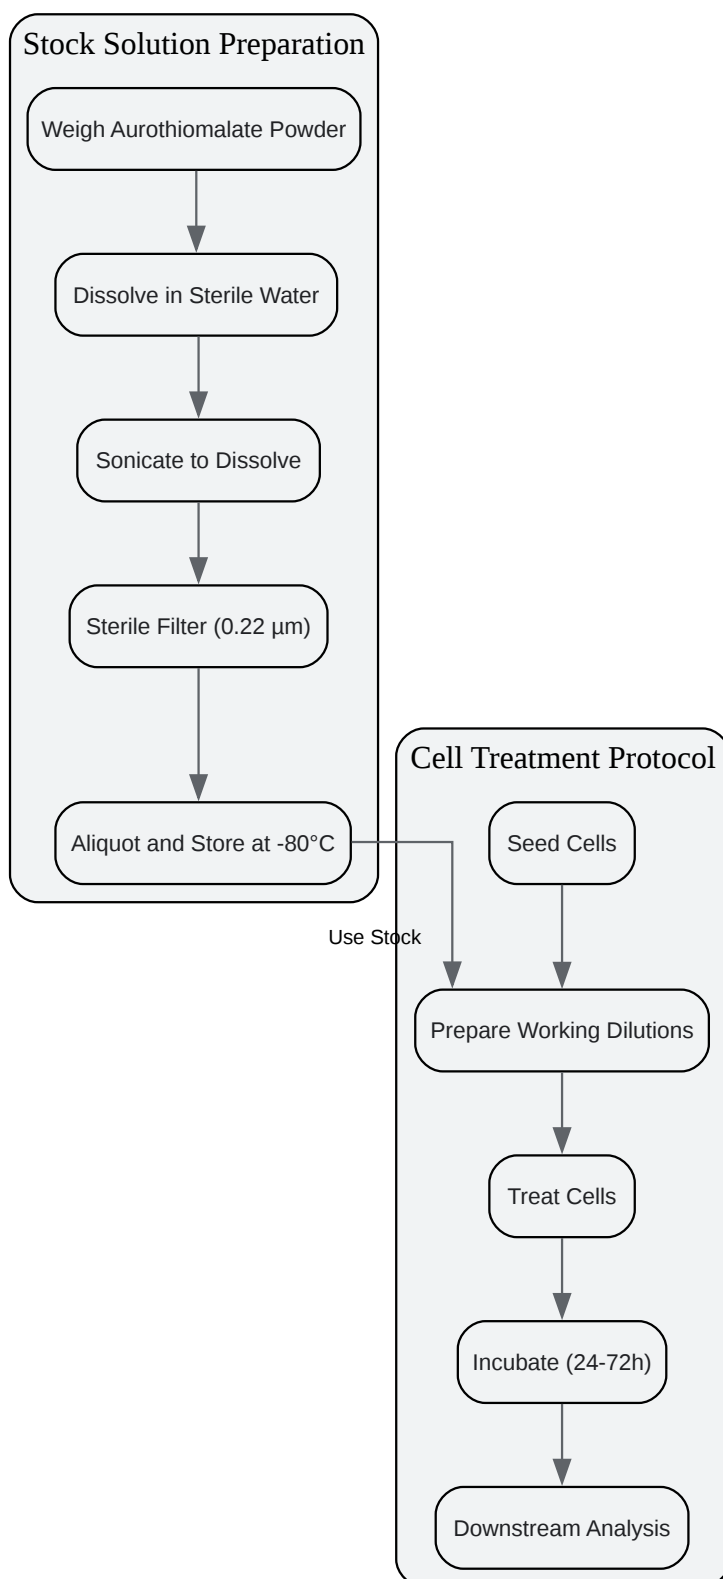 Stock Solution Preparation
Weigh Aurothiomalate Powder
Dissolve in Sterile Water
Sonicate to Dissolve
Sterile Filter (0.22 µm)
Aliquot and Store at -80°C
Use Stock
Cell Treatment Protocol
Seed Cells
Prepare Working Dilutions
Treat Cells
Incubate (24-72h)
Downstream Analysis